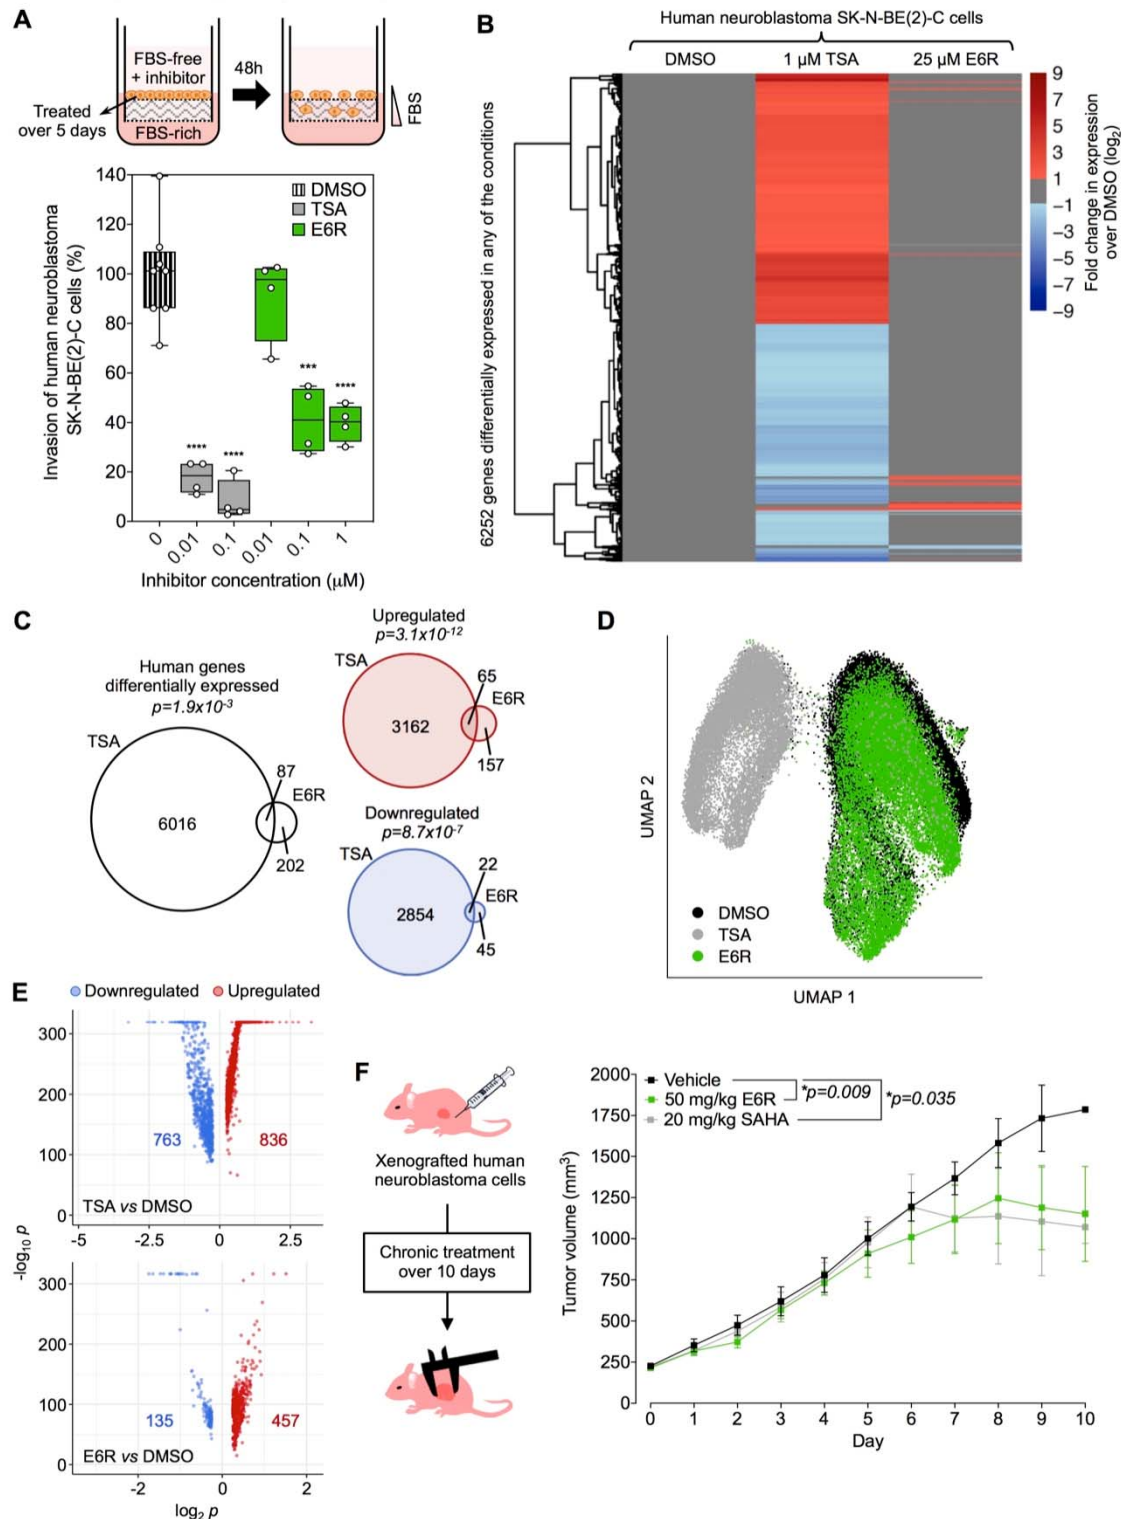 A
FBS-free
+ inhibitor
48h
Treated
over 5 days
FBS-rich
FBS
Invasion of human neuroblastoma
SK-N-BE(2)-C cells (%)
140
120
100
80
60
40
20
0
DMSO
TSA
E6R
****
****
***
****
0
0.01
0.1
0.01
0.1
1
Inhibitor concentration (μM)
B
Human neuroblastoma SK-N-BE(2)-C cells
DMSO
1 μM TSA
25 μM E6R
6252 genes differentially expressed in any of the conditions
9
7
5
3
1
−1
−3
−5
−7
−9
Fold change in expression
over DMSO (log2)
C
Human genes
differentially expressed
p=1.9x10-3
TSA
87
E6R
6016
202
Upregulated
p=3.1x10-12
TSA
65
E6R
3162
157
Downregulated
p=8.7x10-7
TSA
22
E6R
2854
45
D
UMAP 2
DMSO
TSA
E6R
UMAP 1
E
Downregulated
Upregulated
-log10 p
300
200
100
0
763
836
TSA vs DMSO
-5
-2.5
0
2.5
300
200
100
0
135
457
E6R vs DMSO
-2
0
2
log2 p
F
Xenografted human
neuroblastoma cells
Chronic treatment
over 10 days
Tumor volume (mm3)
2000
1750
1500
1250
1000
750
500
250
0
Vehicle
50 mg/kg E6R
20 mg/kg SAHA
*p=0.009
*p=0.035
0
1
2
3
4
5
6
7
8
9
10
Day